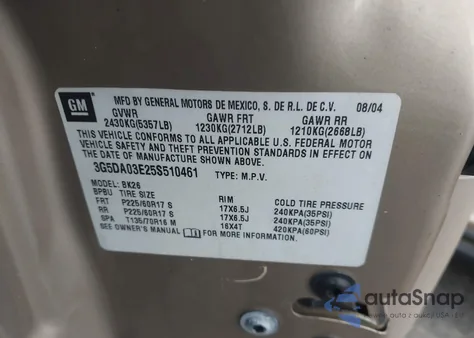 GM
MFD BY GENERAL MOTORS DE MEXICO, S. DE R.L. DE C.V. 08/04
GVWR GAWR FRT GAWR RR
2430KG(5357LB) 1230KG(2712LB) 1210KG(2668LB)
THIS VEHICLE CONFORMS TO ALL APPLICABLE U.S. FEDERAL MOTOR
VEHICLE SAFETY AND THEFT PREVENTION STANDARDS IN EFFECT ON
THE DATE OF MANUFACTURE SHOWN ABOVE.
3G5DA03E25S510461 TYPE: M.P.V.
MODEL: BK26
BPBU TIRE SIZE RIM COLD TIRE PRESSURE
FRT P225/60R17 S 17X6.5J 240KPA(35PSI)
RR P225/60R17 S 17X6.5J 240KPA(35PSI)
SPA T135/70R16 M 16X4T 420KPA(60PSI)
SEE OWNER'S MANUAL FOR MORE INFORMATION
autoSnap